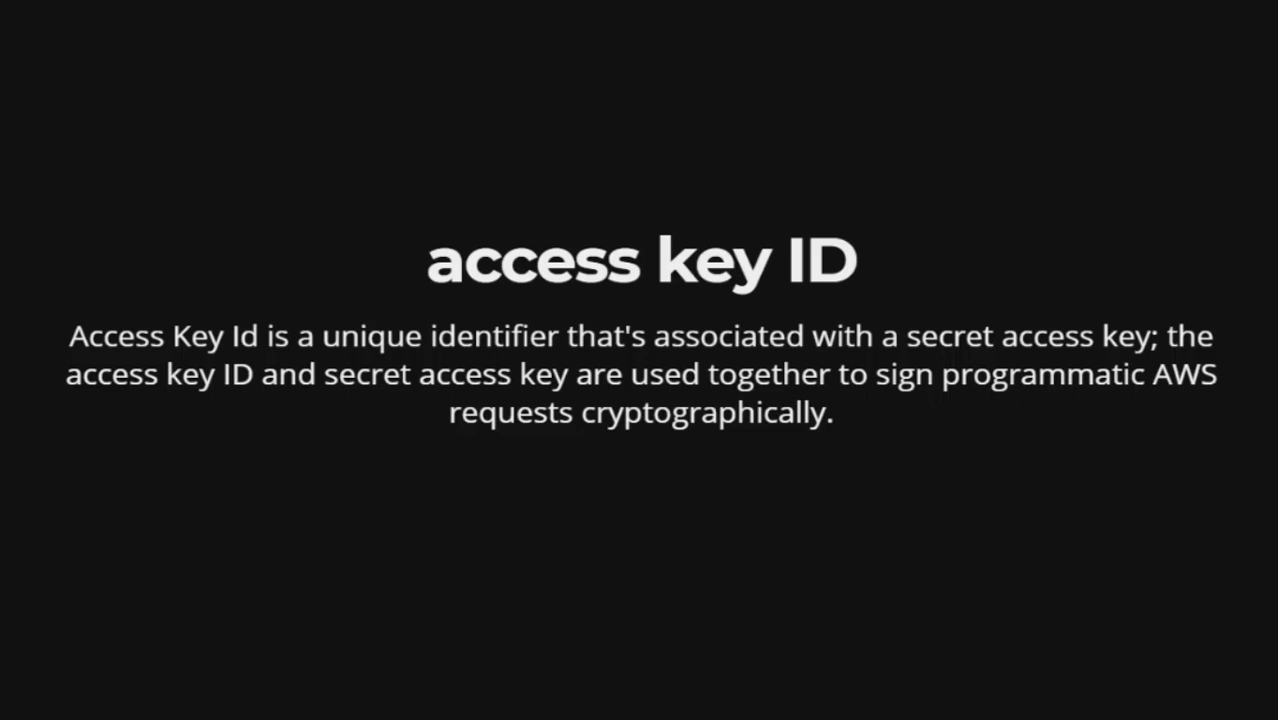 access key ID
Access Key Id is a unique identifier that's associated with a secret access key; the
access key ID and secret access key are used together to sign programmatic AWS
requests cryptographically.